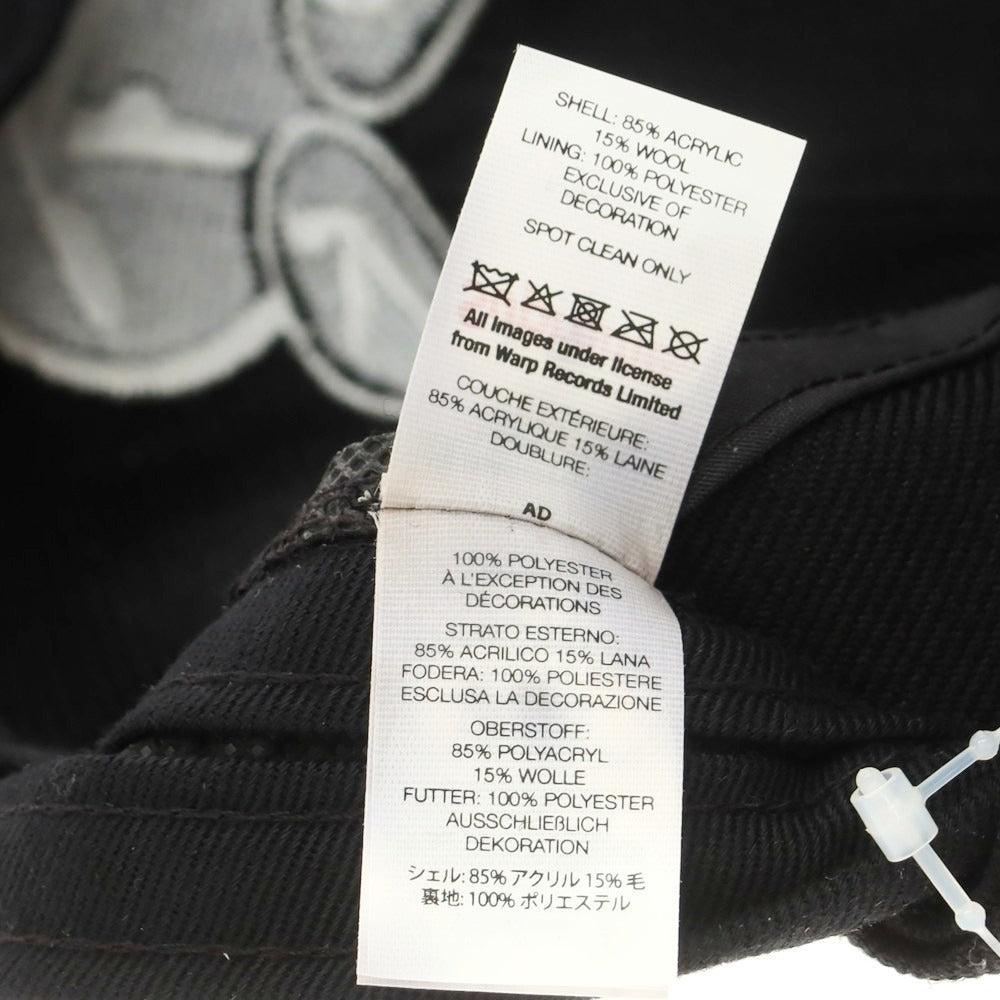 SHELL: 85% ACRYLIC
15% WOOL
LINING: 100% POLYESTER
EXCLUSIVE OF
DECORATION
SPOT CLEAN ONLY
All Images under license
from Warp Records Limited
COUCHE EXTÉRIEURE:
85% ACRYLIQUE 15% LAINE
DOUBLURE:
AD
100% POLYESTER
À L'EXCEPTION DES
DÉCORATIONS
STRATO ESTERNO:
85% ACRILICO 15% LANA
FODERA: 100% POLIESTERE
ESCLUSA LA DECORAZIONE
OBERSTOFF:
85% POLYACRYL
15% WOLLE
FUTTER: 100% POLYESTER
AUSSCHLIEßLICH
DEKORATION
シェル: 85% アクリル 15% 毛
裏地: 100% ポリエステル